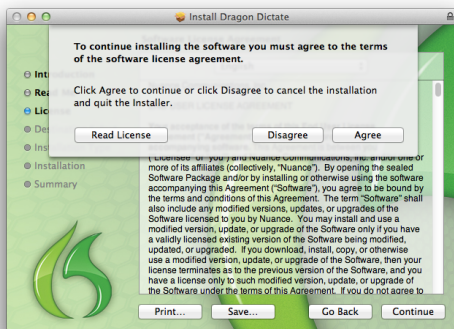 Install Dragon Dictate
Software License Agreement
To continue installing the software you must agree to the terms
of the software license agreement.
English
Introduction
Click Agree to continue or click Disagree to cancel the installation
and quit the Installer.
Read
License
LICENSE AGREEMENT
Read License
Disagree
Agree
Installation
Summary
("Licensee" or "you") and Nuance Communications, Inc. and/or one or
more of its affiliates (collectively, "Nuance"). By opening the sealed
Software Package and/or by installing or otherwise using the software
accompanying this Agreement ("Software"), you agree to be bound by
the terms and conditions of this Agreement. The term "Software" shall
also include any modified versions, updates, or upgrades of the
Software licensed to you by Nuance. You may install and use a
modified version, update, or upgrade of the Software only if you have
a validly licensed existing version of the Software being modified,
updated, or upgraded. If you download, install, copy, or otherwise
use a modified version, update, or upgrade of the Software, then your
license terminates as to the previous version of the Software, and you
have a license only to such modified version, update, or upgrade of
the Software under the terms of this Agreement. If you do not agree to
Print...
Save...
Go Back
Continue